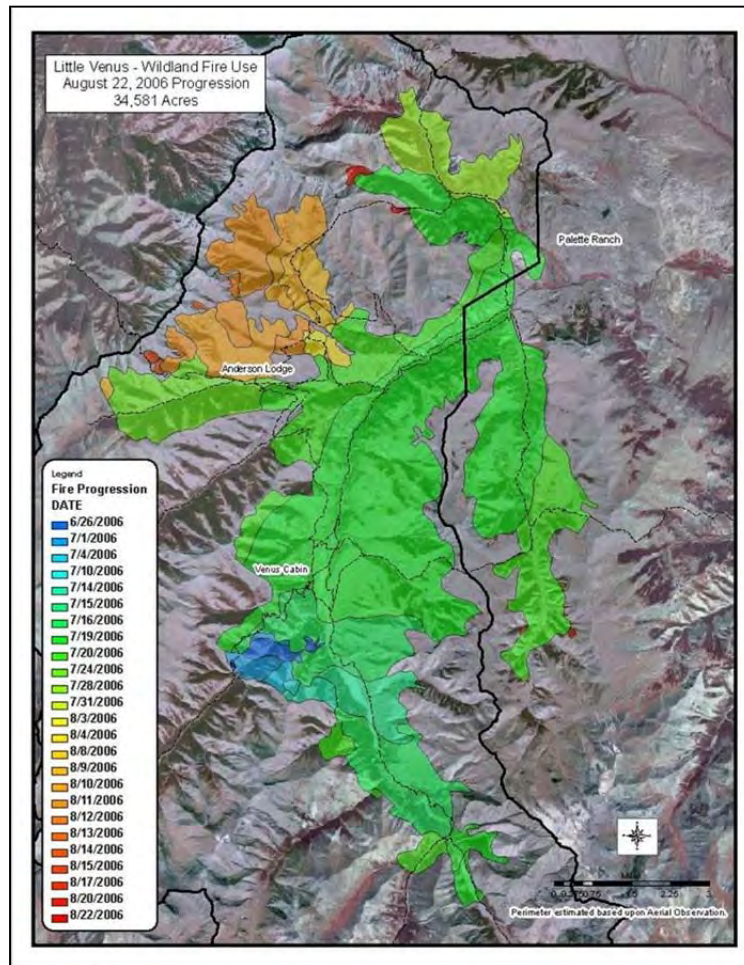 Little Venus - Wildland Fire Use
August 22, 2006 Progression
34,581 Acres
Palette Ranch
Anderson Lodge
Legend
Fire Progression
DATE
6/26/2006
7/1/2006
7/4/2006
7/10/2006
7/14/2006
7/15/2006
7/16/2006
7/19/2006
7/20/2006
7/24/2006
7/28/2006
7/31/2006
8/3/2006
8/4/2006
8/8/2006
8/9/2006
8/10/2006
8/11/2006
8/12/2006
8/13/2006
8/14/2006
8/15/2006
8/17/2006
8/20/2006
8/22/2006
Venus Cabin
2.25 3
Perimeter estimated based upon Aerial Observation.